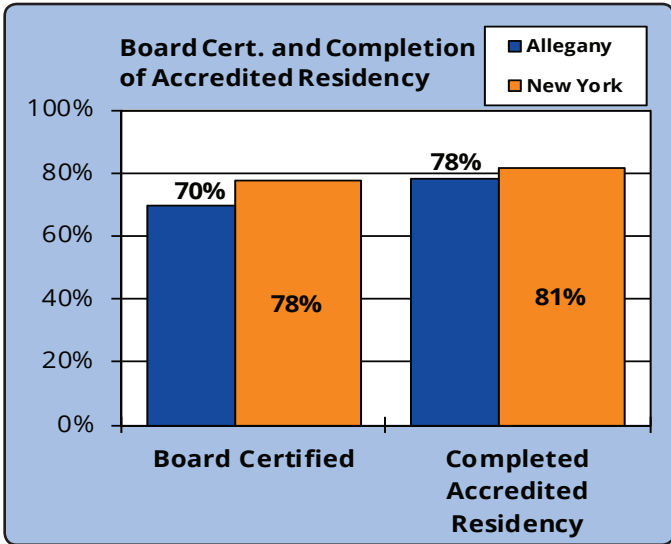 Board Cert. and Completion
of Accredited Residency
Allegany
New York
100%
80%
60%
40%
20%
0%
70%
78%
78%
81%
Board Certified
Completed
Accredited
Residency